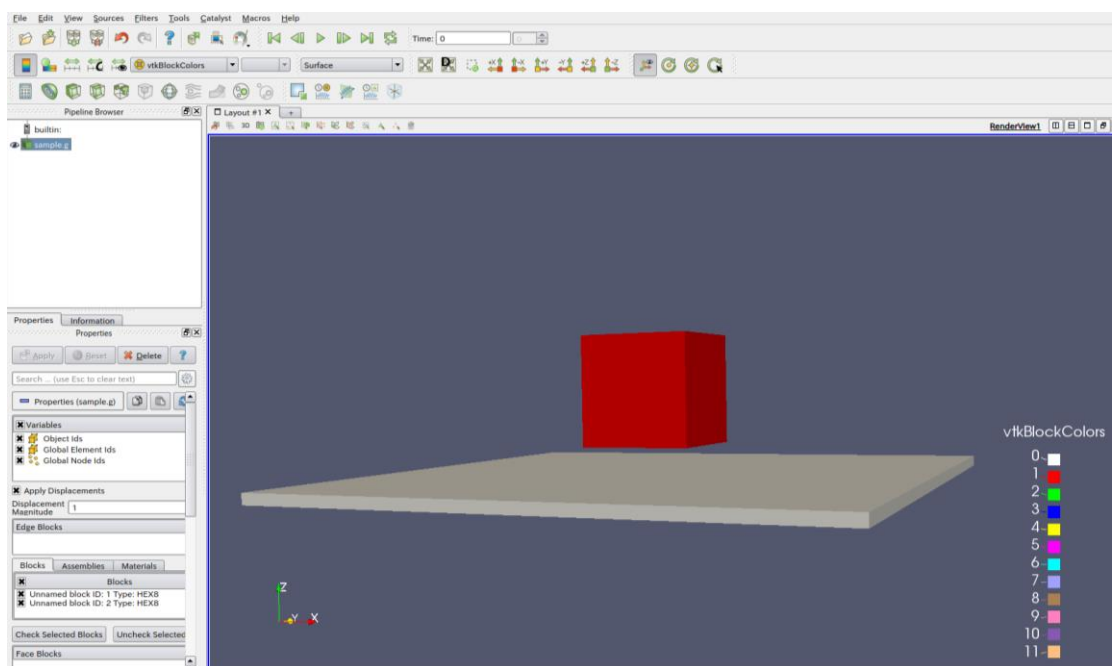 File Edit View Sources Filters Tools Catalyst Macros Help
Time: 0
vtkBlockColors Surface
Pipeline Browser
Layout #1
builtin:
3D
RenderView1
sample.g
Properties Information
Properties
Apply Reset Delete ?
Search ... (use Esc to clear text)
Properties (sample.g)
Variables
Object Ids
Global Element Ids
Global Node Ids
Apply Displacements
Displacement
Magnitude 1
Edge Blocks
Blocks Assemblies Materials
Blocks
Unnamed block ID: 1 Type: HEX8
Unnamed block ID: 2 Type: HEX8
Check Selected Blocks Uncheck Selected
Face Blocks
Z
Y X
vtkBlockColors
0
1
2
3
4
5
6
7
8
9
10
11